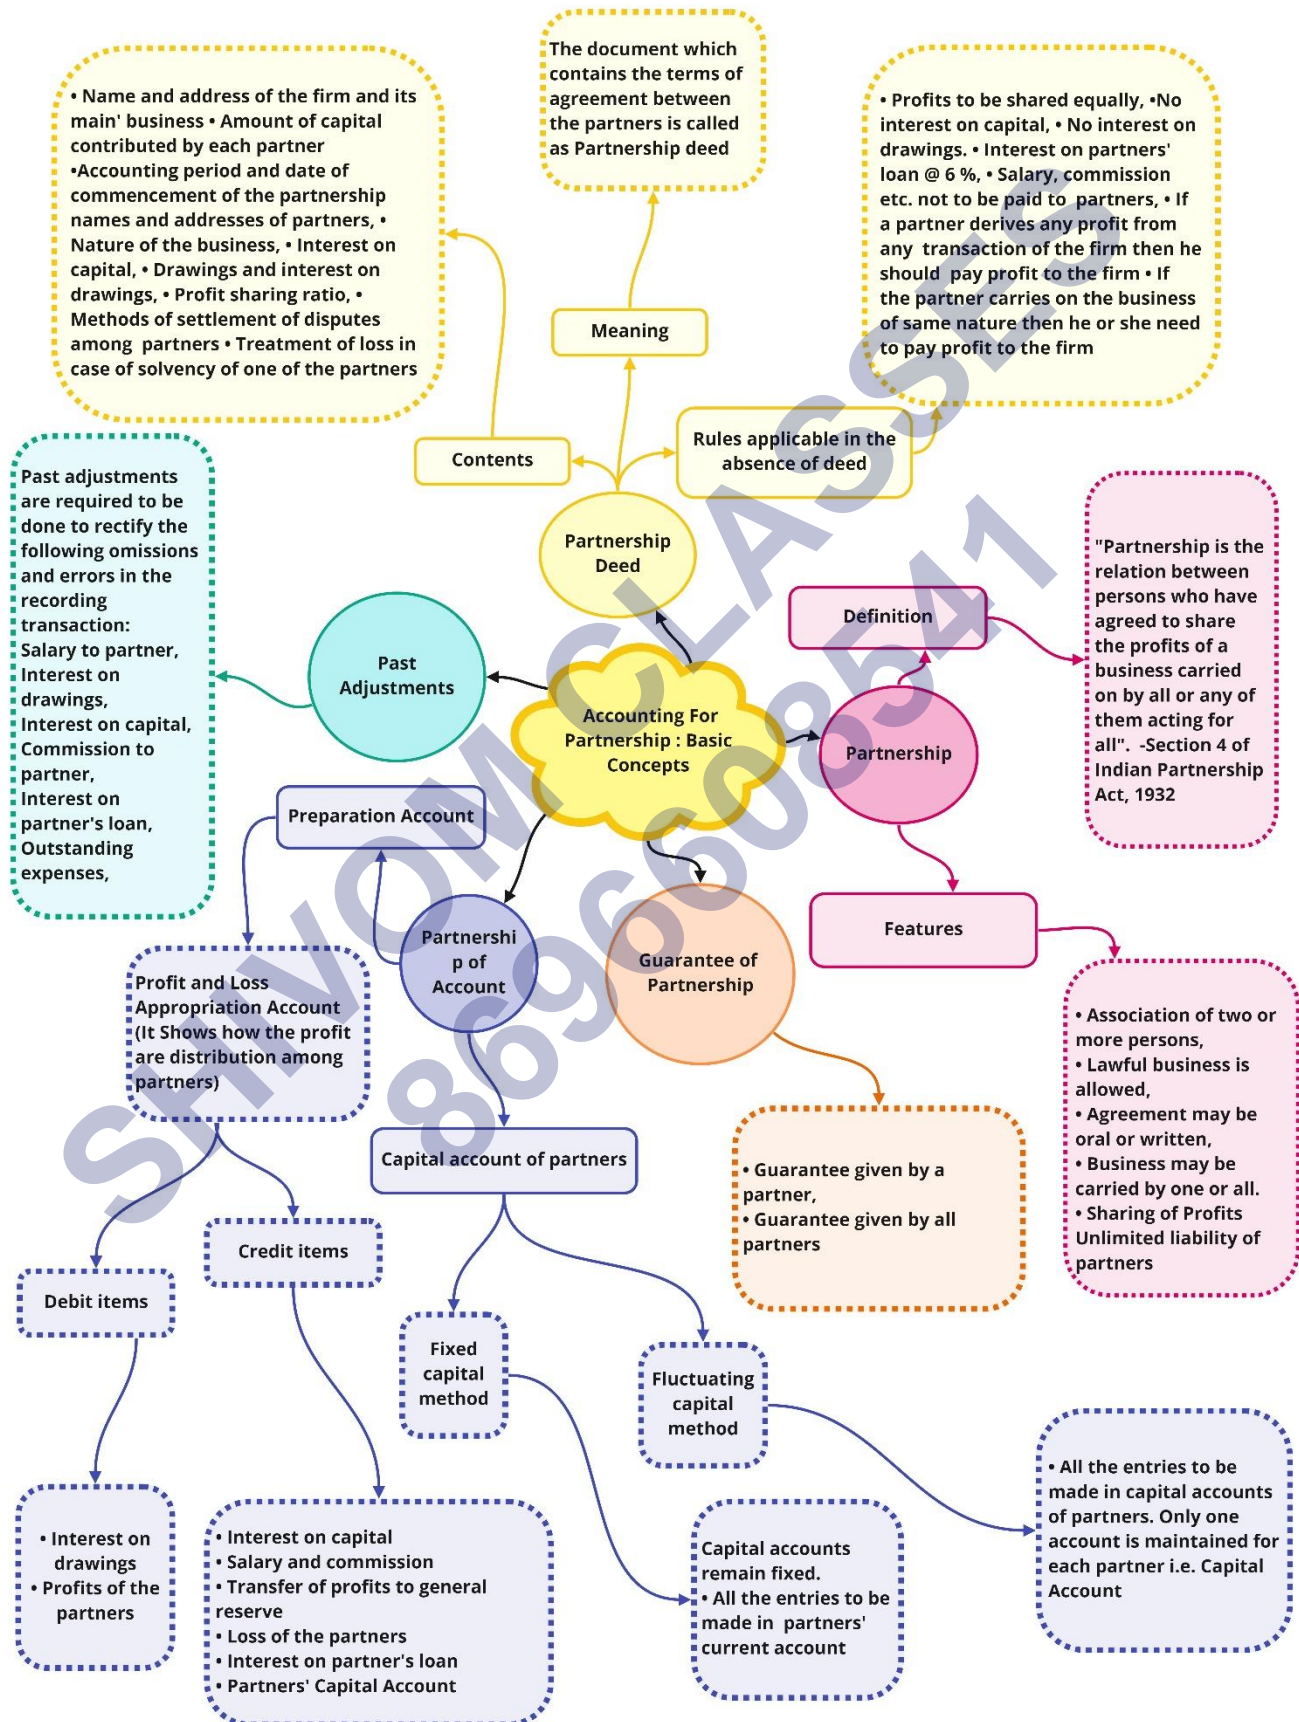 The document which
contains the terms of
agreement between
the partners is called
as Partnership deed
• Name and address of the firm and its
main' business • Amount of capital
contributed by each partner
•Accounting period and date of
commencement of the partnership
names and addresses of partners, •
Nature of the business, • Interest on
capital, • Drawings and interest on
drawings, • Profit sharing ratio, •
Methods of settlement of disputes
among partners • Treatment of loss in
case of solvency of one of the partners
• Profits to be shared equally, •No
interest on capital, • No interest on
drawings. • Interest on partners'
loan @ 6 %, • Salary, commission
etc. not to be paid to partners, • If
a partner derives any profit from
any transaction of the firm then he
should pay profit to the firm • If
the partner carries on the business
of same nature then he or she need
to pay profit to the firm
Meaning
Contents
Rules applicable in the
absence of deed
Partnership
Deed
Past adjustments
are required to be
done to rectify the
following omissions
and errors in the
recording
transaction:
Salary to partner,
Interest on
drawings,
Interest on capital,
Commission to
partner,
Interest on
partner's loan,
Outstanding
expenses,
Past
Adjustments
Accounting For
Partnership : Basic
Concepts
Definition
Partnership
"Partnership is the
relation between
persons who have
agreed to share
the profits of a
business carried
on by all or any of
them acting for
all". -Section 4 of
Indian Partnership
Act, 1932
Features
• Association of two or
more persons,
• Lawful business is
allowed,
• Agreement may be
oral or written,
• Business may be
carried by one or all.
• Sharing of Profits
Unlimited liability of
partners
Preparation Account
Partnershi
p of
Account
Guarantee of
Partnership
• Guarantee given by a
partner,
• Guarantee given by all
partners
Profit and Loss
Appropriation Account
(It Shows how the profit
are distribution among
partners)
Capital account of partners
Credit items
Debit items
Fixed
capital
method
Fluctuating
capital
method
• Interest on
drawings
• Profits of the
partners
• Interest on capital
• Salary and commission
• Transfer of profits to general
reserve
• Loss of the partners
• Interest on partner's loan
• Partners' Capital Account
Capital accounts
remain fixed.
• All the entries to be
made in partners'
current account
• All the entries to be
made in capital accounts
of partners. Only one
account is maintained for
each partner i.e. Capital
Account
SHIVOM CLASSES
8696608541